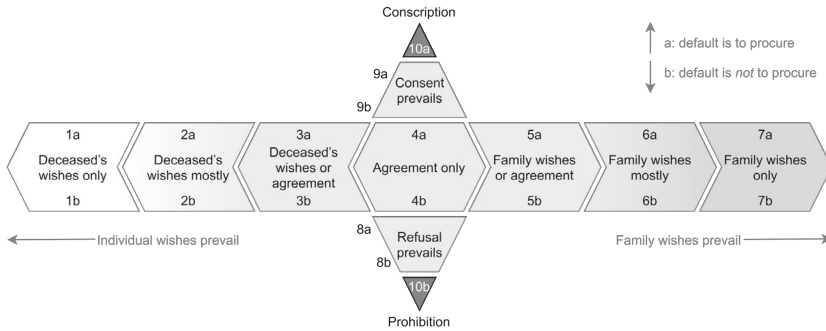 Conscription
10a
a: default is to procure
b: default is not to procure
9a
Consent
prevails
9b
1a
Deceased's
wishes only
1b
2a
Deceased's
wishes mostly
2b
3a
Deceased's
wishes or
agreement
3b
4a
Agreement only
4b
5a
Family wishes
or agreement
5b
6a
Family wishes
mostly
6b
7a
Family wishes
only
7b
Individual wishes prevail
8a
Refusal
prevails
8b
Family wishes prevail
10b
Prohibition